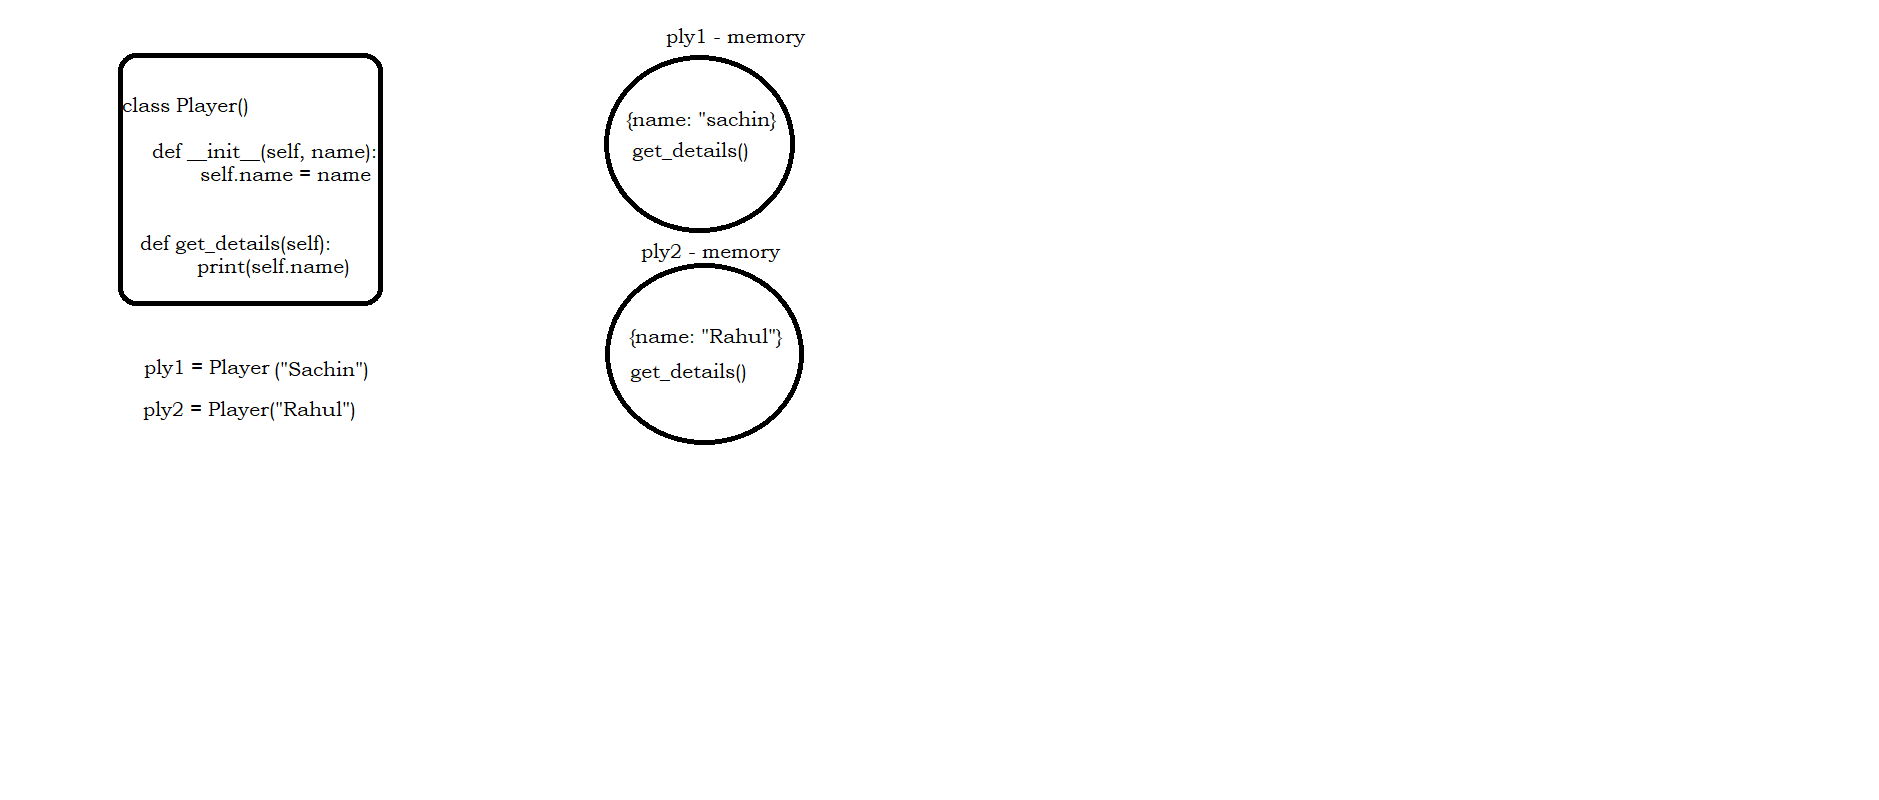 class Player()
def __init__(self, name):
self.name = name
def get_details(self):
print(self.name)
ply1 = Player ("Sachin")
ply2 = Player("Rahul")
ply1 - memory
{name: "sachin}
get_details()
ply2 - memory
{name: "Rahul"}
get_details()